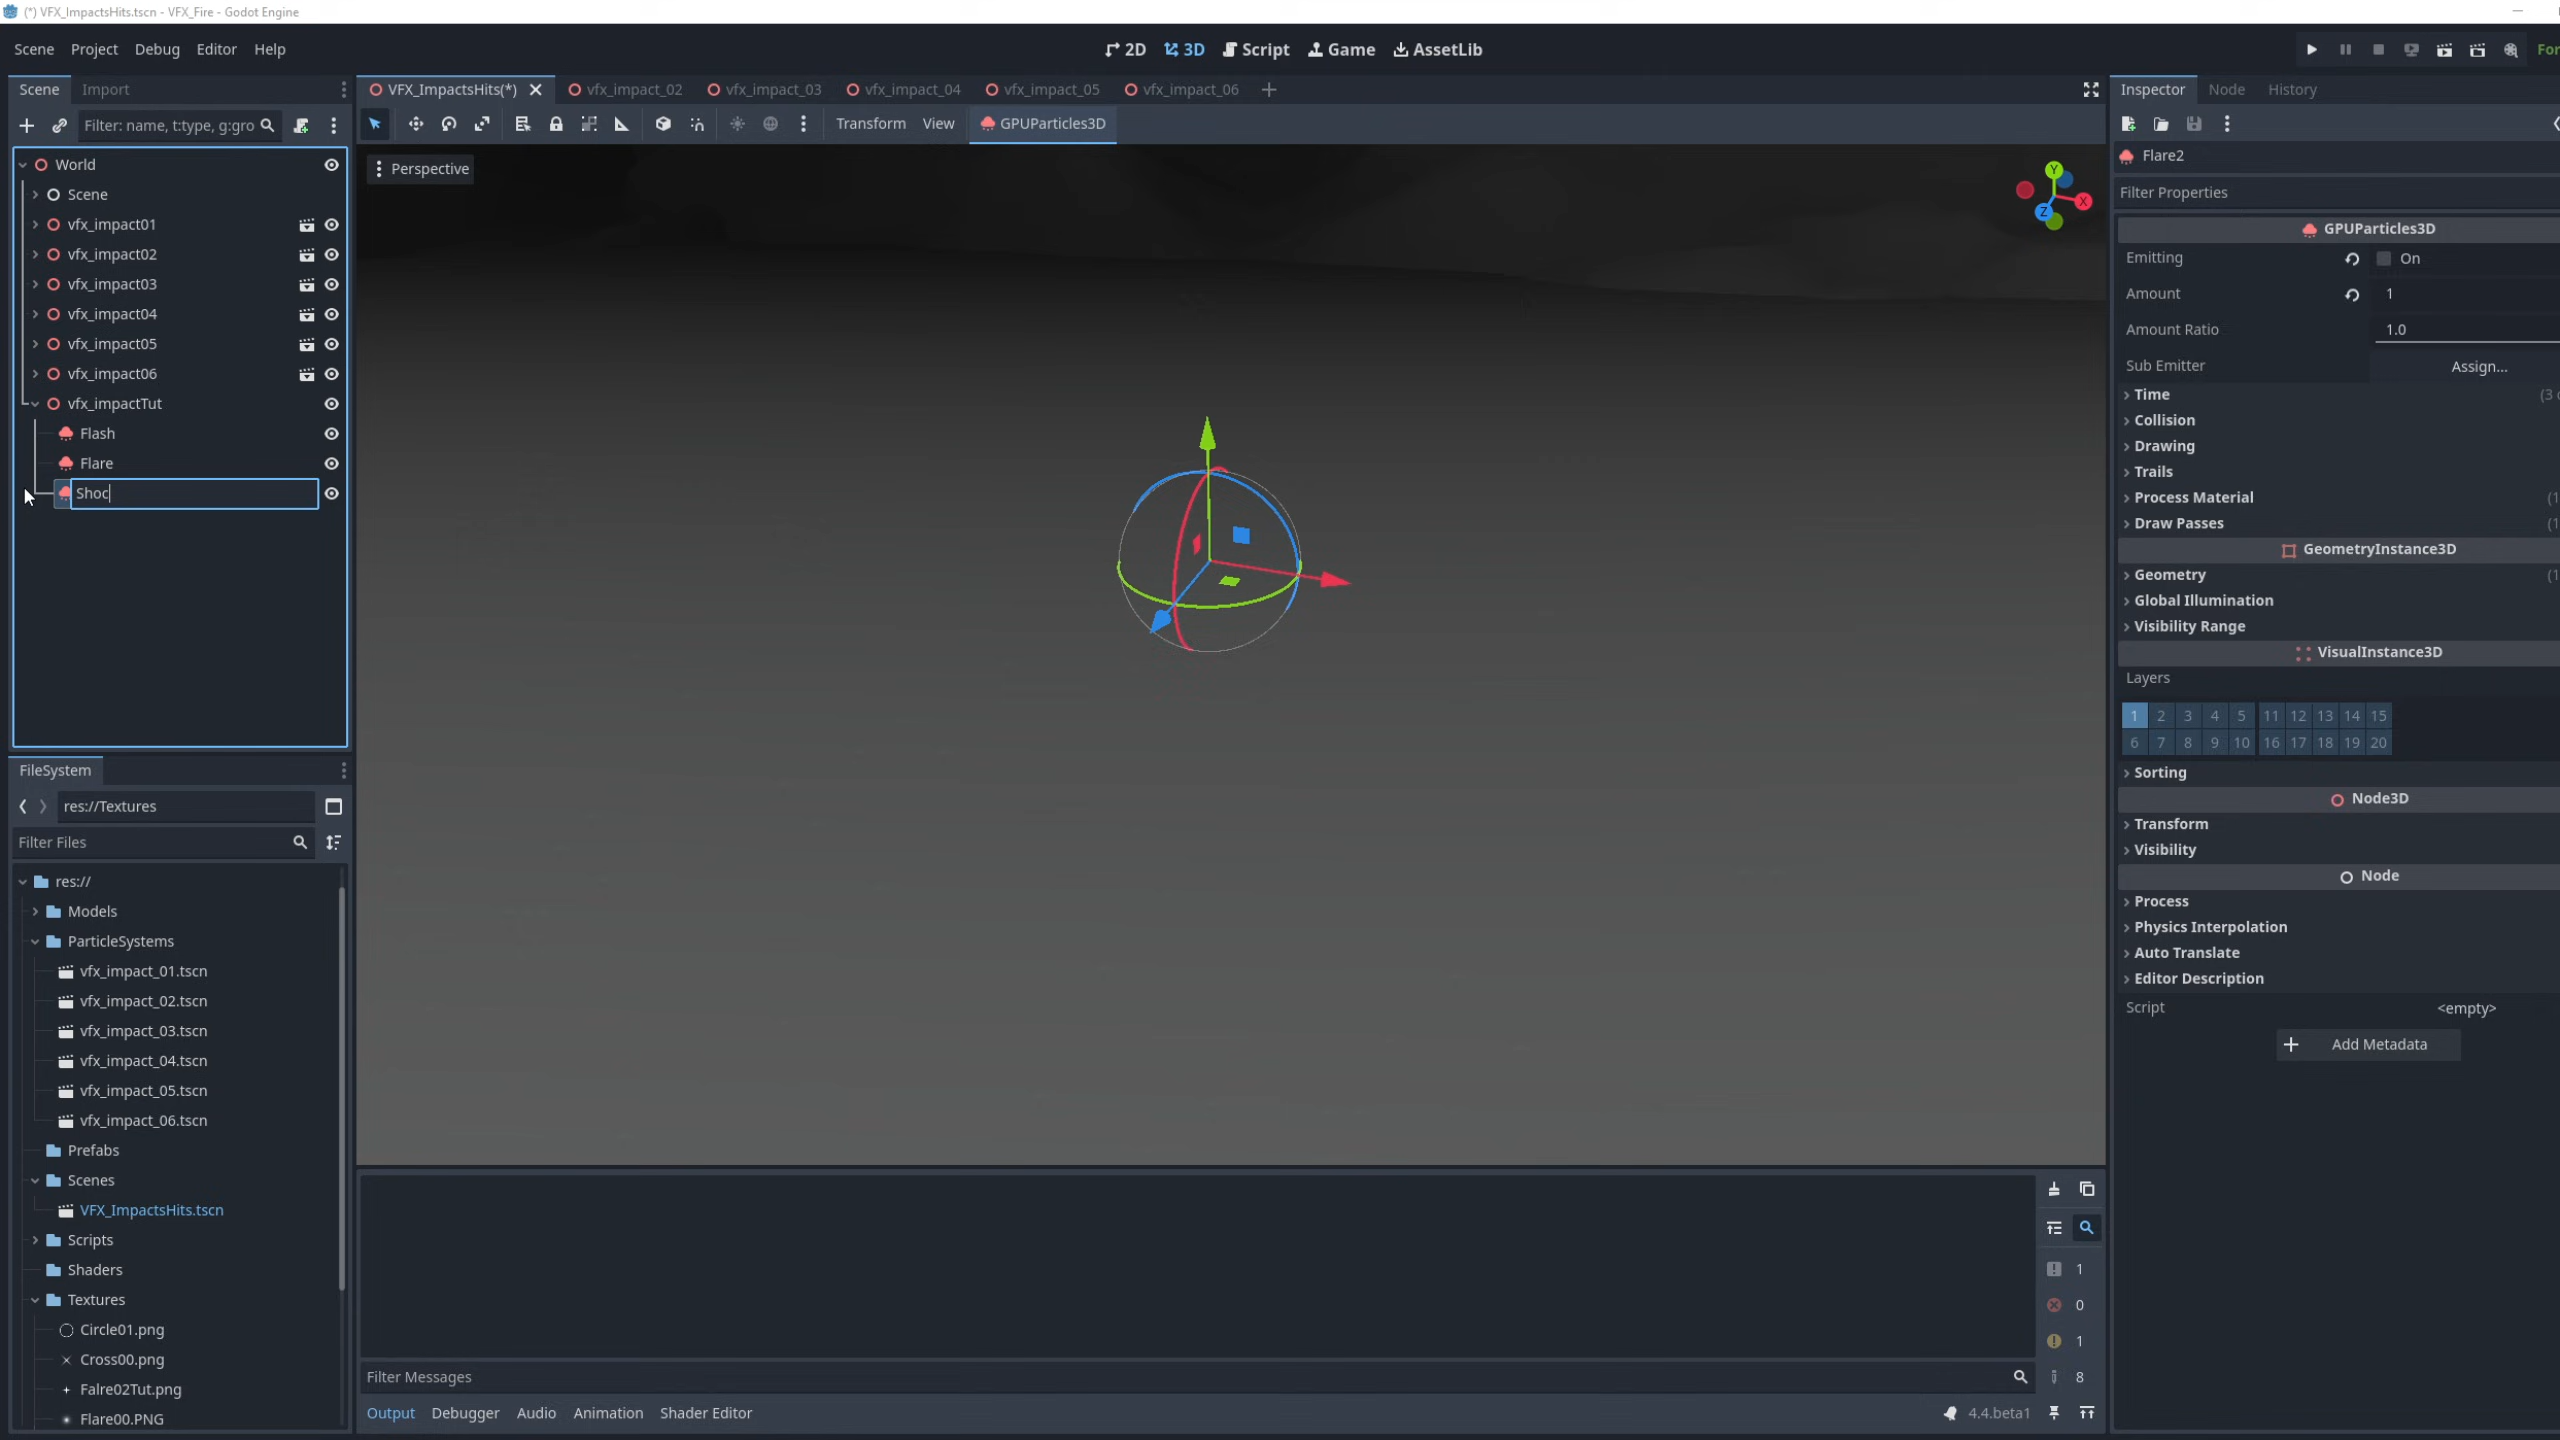 (*) VFX_ImpactsHits.tscn - VFX_Fire - Godot Engine
Scene Project Debug Editor Help
2D 3D Script Game AssetLib
Scene Import
VFX_ImpactsHits(*) vfx_impact_02 vfx_impact_03 vfx_impact_04 vfx_impact_05 vfx_impact_06
Inspector Node History
Filter: name, t:type, g:gro
Transform View GPUParticles3D
Perspective
Y
X
Z
World
Scene
vfx_impact01
vfx_impact02
vfx_impact03
vfx_impact04
vfx_impact05
vfx_impact06
vfx_impactTut
Flash
Flare
Shoc
FileSystem
res://Textures
Filter Files
res://
Models
ParticleSystems
vfx_impact_01.tscn
vfx_impact_02.tscn
vfx_impact_03.tscn
vfx_impact_04.tscn
vfx_impact_05.tscn
vfx_impact_06.tscn
Prefabs
Scenes
VFX_ImpactsHits.tscn
Scripts
Shaders
Textures
Circle01.png
Cross00.png
Falre02Tut.png
Flare00.PNG
1
0
1
Filter Messages
8
Output Debugger Audio Animation Shader Editor
4.4.beta1
Flare2
Filter Properties
GPUParticles3D
Emitting On
Amount 1
Amount Ratio 1.0
Sub Emitter Assign...
Time
Collision
Drawing
Trails
Process Material
Draw Passes
GeometryInstance3D
Geometry
Global Illumination
Visibility Range
VisualInstance3D
Layers
1 2 3 4 5 11 12 13 14 15
6 7 8 9 10 16 17 18 19 20
Sorting
Node3D
Transform
Visibility
Node
Process
Physics Interpolation
Auto Translate
Editor Description
Script <empty>
Add Metadata